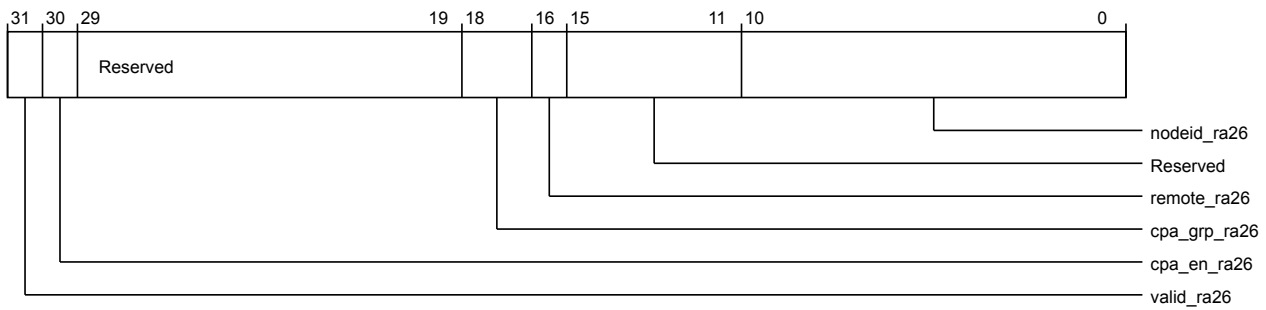 31 30 29 19 18 16 15 11 10 0
Reserved
nodeid_ra26
Reserved
remote_ra26
cpa_grp_ra26
cpa_en_ra26
valid_ra26